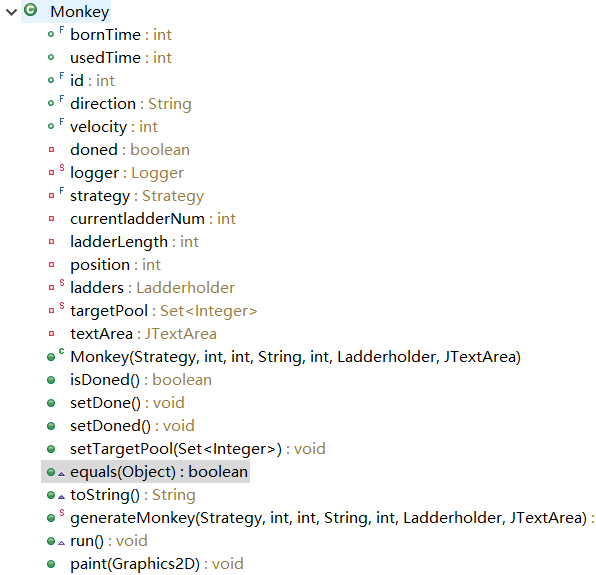 Monkey
F bornTime : int
usedTime : int
F id : int
F direction : String
F velocity : int
doned : boolean
S logger : Logger
F strategy : Strategy
currentladderNum : int
ladderLength : int
position : int
S ladders : Ladderholder
S targetPool : Set<Integer>
textArea : JTextArea
C Monkey(Strategy, int, int, String, int, Ladderholder, JTextArea)
isDoned() : boolean
setDone() : void
setDoned() : void
setTargetPool(Set<Integer>) : void
equals(Object) : boolean
toString() : String
S generateMonkey(Strategy, int, int, String, int, Ladderholder, JTextArea) :
run() : void
paint(Graphics2D) : void